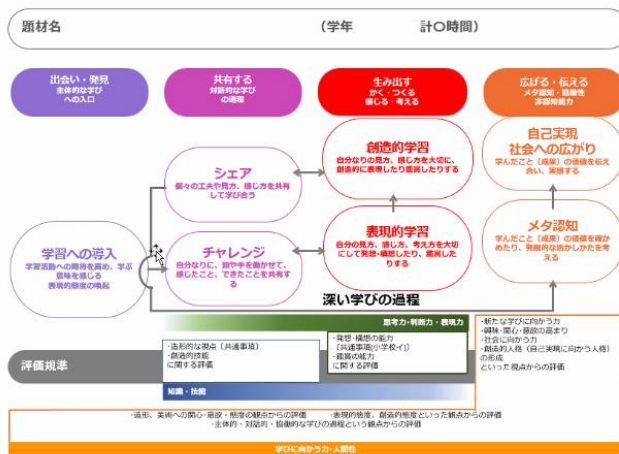 題材名 (学年 計〇時間)
出会い・発見
主体的な学び
への入口
共有する
対話的な学び
の過程
生み出す
かく・つくる
感じる・考える
広げる・伝える
メタ認知・協働性
非認知能力
シェア
個々の工夫や見方、感じ方を共有
して学び合う
創造的学習
自分なりの見方、感じ方を大切に、
創造的に表現したり鑑賞したりする
自己実現
社会への広がり
学んだこと（成果）の価値を伝え
合い、実感する
学習への導入
学習活動への期待を高め、学ぶ
意味を感じる
表現的態度の喚起
チャレンジ
自分なりに、頭や手を働かせて、
感じたこと、できたことを共有す
る
表現的学習
自分の見方、感じ方、考え方を大切
にして発想・構想したり、鑑賞し
たりする
メタ認知
学んだこと（成果）の価値を確か
めたり、発展的な活かしかたを考
える
深い学びの過程
思考力・判断力・表現力
評価規準
・造形的な視点（共通事項）
・創造的技能
に関する評価
・発想・構想の能力
〔共通事項(小学校イ)〕
・鑑賞の能力
に関する評価
・新たな学びに向かう力
・興味・関心・意欲の高まり
・社会に向かう力
・創造的人格（自己実現に向かう人格）
の形成
といった視点からの評価
知識・技能
・造形、美術への関心・意欲・態度の観点からの評価 ・表現的態度、創造的態度といった観点からの評価
・主体的・対話的・協働的な学びの過程という観点からの評価
学びに向かう力・人間性